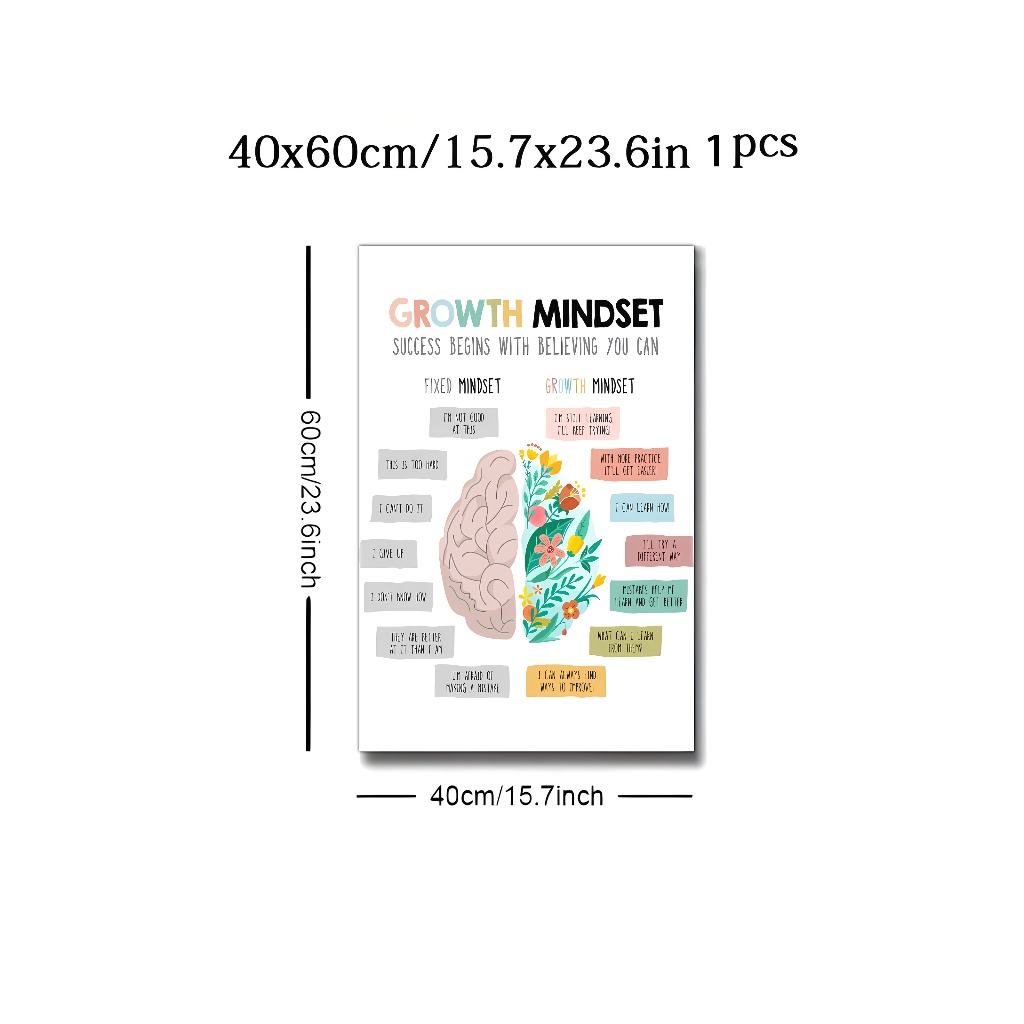 40x60cm/15.7x23.6in 1pcs
GROWTH MINDSET
SUCCESS BEGINS WITH BELIEVING YOU CAN
FIXED MINDSET
I'M NOT GOOD
AT THIS
THIS IS TOO HARD
I CAN'T DO IT
I GIVE UP
I DON'T KNOW HOW
THEY ARE BETTER
AT IT THAN I AM
I'M AFRAID OF
MAKING A MISTAKE
GROWTH MINDSET
I'M STILL LEARNING
I'LL KEEP TRYING!
WITH MORE PRACTICE
IT'LL GET EASIER
I CAN LEARN HOW!
I'LL TRY A
DIFFERENT WAY
MISTAKES HELP ME
LEARN AND GET BETTER
WHAT CAN I LEARN
FROM THEM?
I CAN ALWAYS FIND
WAYS TO IMPROVE!
60cm/23.6inch
40cm/15.7inch